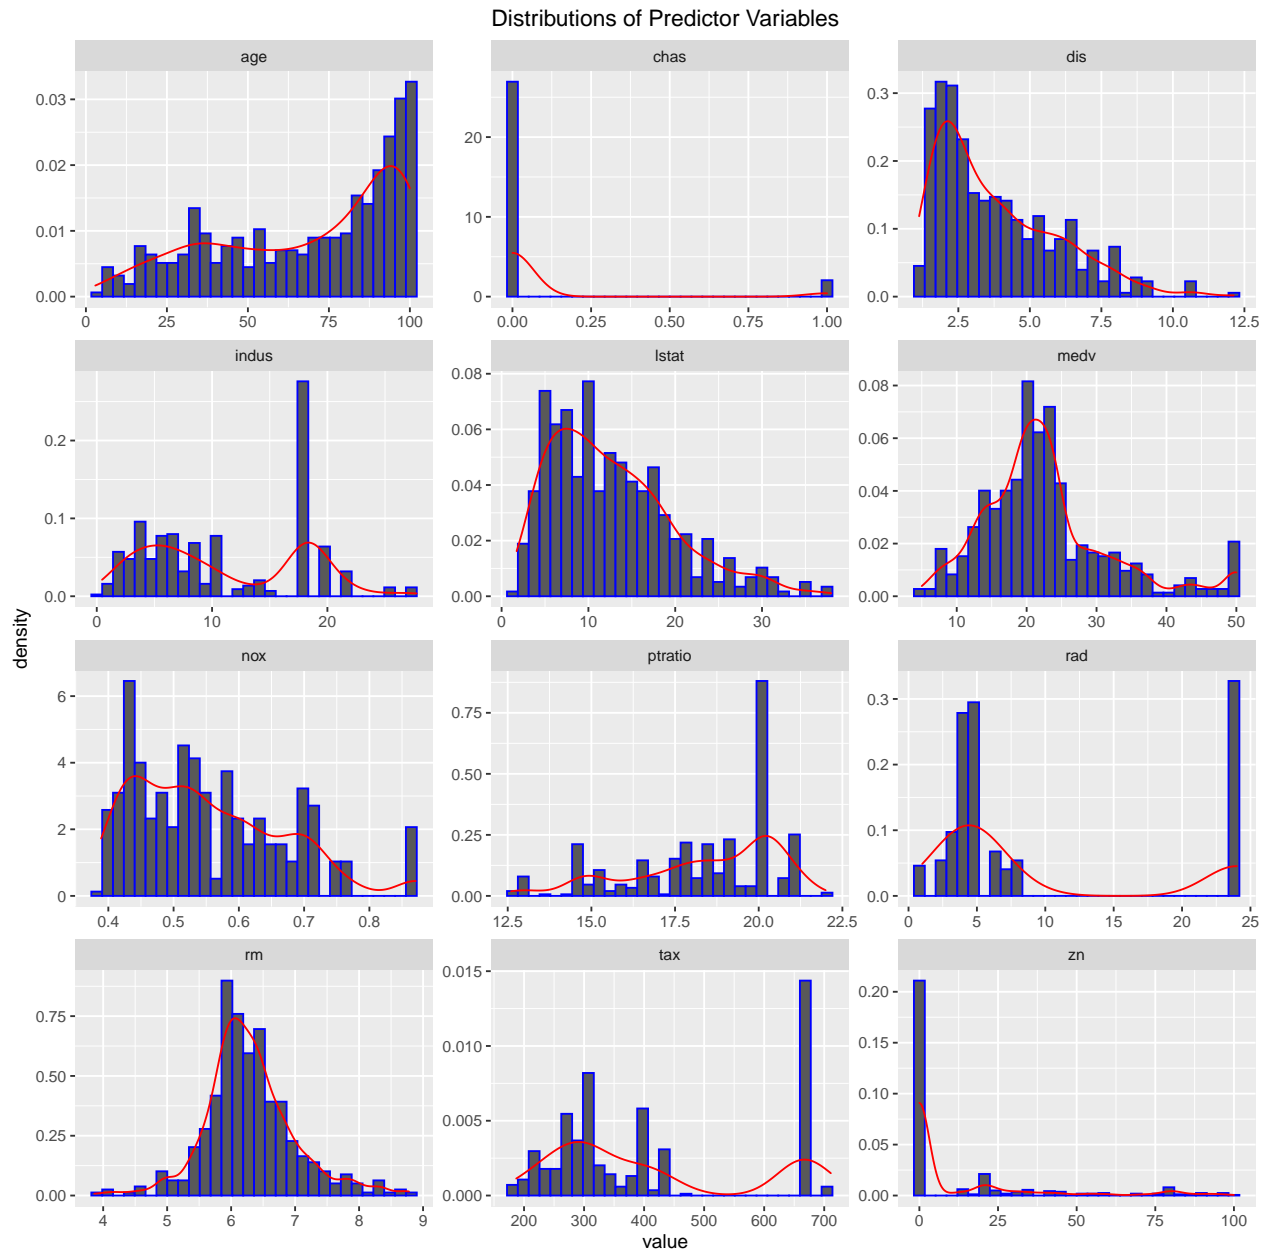 Distributions of Predictor Variables
age chas dis
0.03 0.02 0.01 0.00
0 25 50 75 100
20 10 0
0.00 0.25 0.50 0.75 1.00
0.3 0.2 0.1 0.0
2.5 5.0 7.5 10.0 12.5
indus lstat medv
0.2 0.1 0.0
0 10 20
0.08 0.06 0.04 0.02 0.00
0 10 20 30
0.08 0.06 0.04 0.02 0.00
10 20 30 40 50
density
nox ptratio rad
6 4 2 0
0.4 0.5 0.6 0.7 0.8
0.75 0.50 0.25 0.00
12.5 15.0 17.5 20.0 22.5
0.3 0.2 0.1 0.0
0 5 10 15 20 25
rm tax zn
0.75 0.50 0.25 0.00
4 5 6 7 8 9
0.015 0.010 0.005 0.000
200 300 400 500 600 700
0.20 0.15 0.10 0.05 0.00
0 25 50 75 100
value